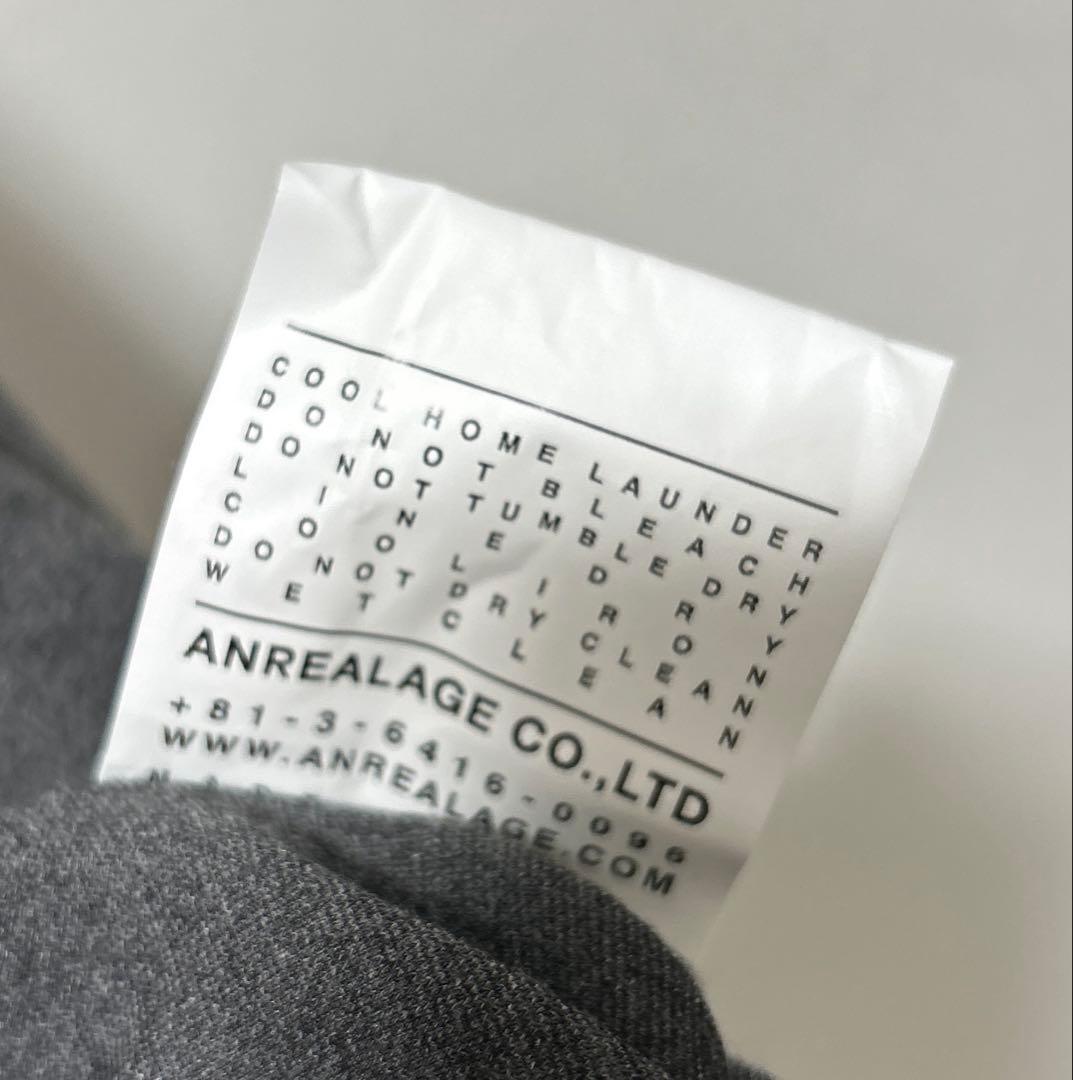 COOL HOME LAUNDER
DO NOT BLEACH
DO NOT TUMBLE DRY
LINE DRY
COOL IRON
DO NOT DRY CLEAN
WET CLEAN
ANREALAGE CO.,LTD
+81-3-6416-0096
WWW.ANREALAGE.COM